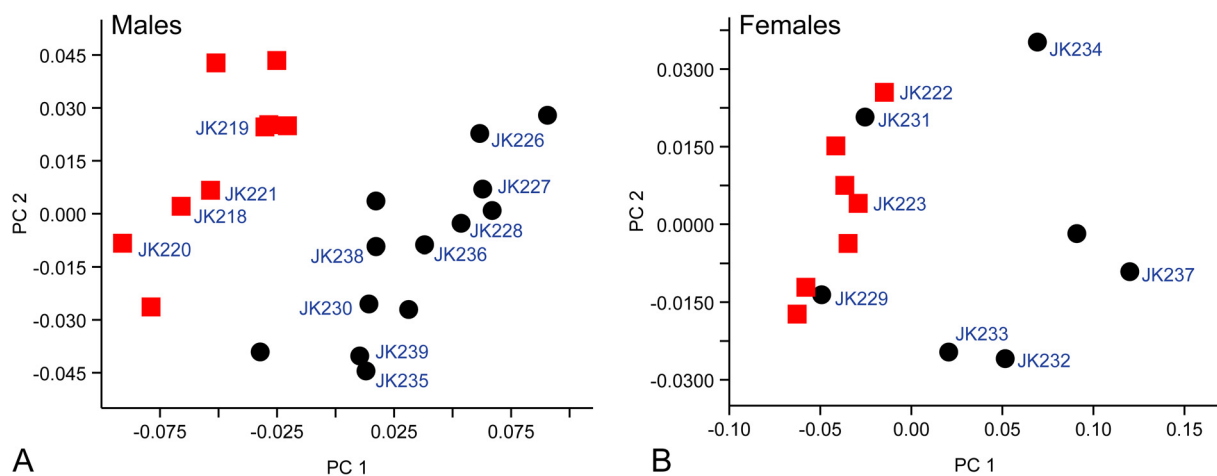 Males
PC 2
0.045
0.030
0.015
0.000
-0.015
-0.030
-0.045
JK219
JK221
JK218
JK220
JK226
JK227
JK228
JK236
JK238
JK230
JK239
JK235
-0.075
-0.025
0.025
0.075
PC 1
A
Females
PC 2
0.0300
0.0150
0.0000
-0.0150
-0.0300
JK234
JK222
JK231
JK223
JK237
JK229
JK233
JK232
-0.10
-0.05
0.00
0.05
0.10
0.15
PC 1
B